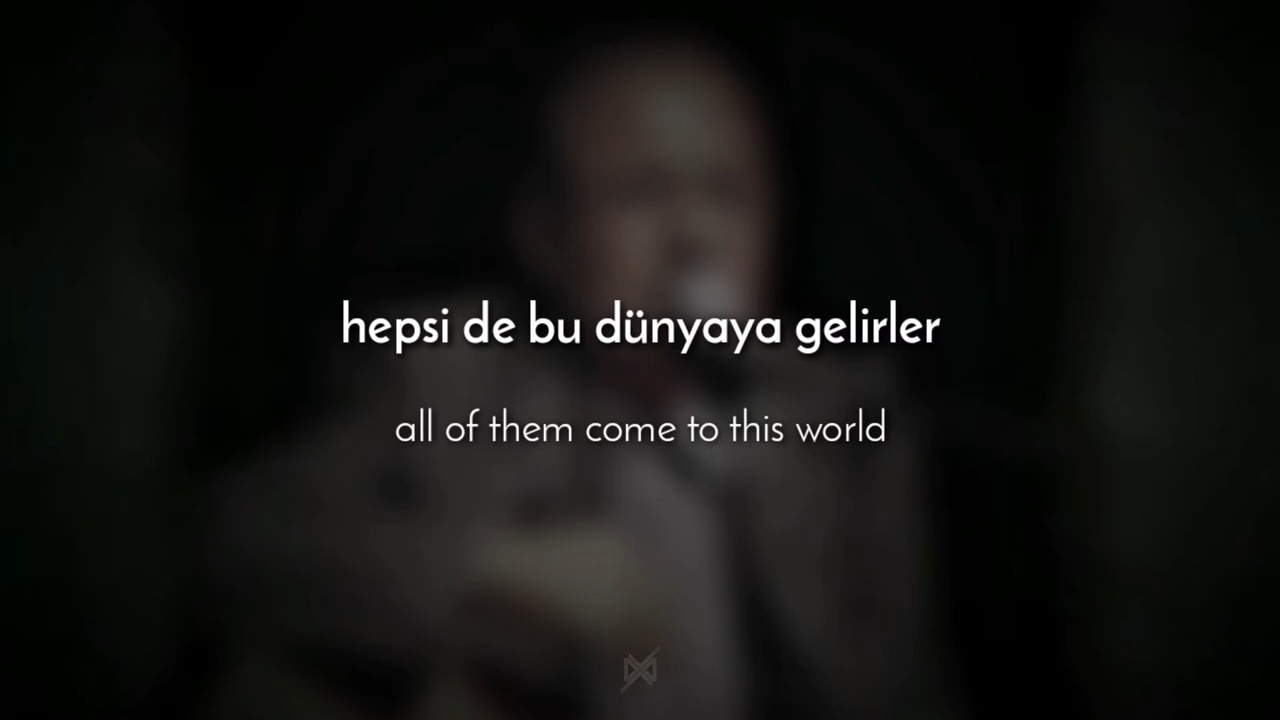 hepsi de bu dünyaya gelirler
all of them come to this world